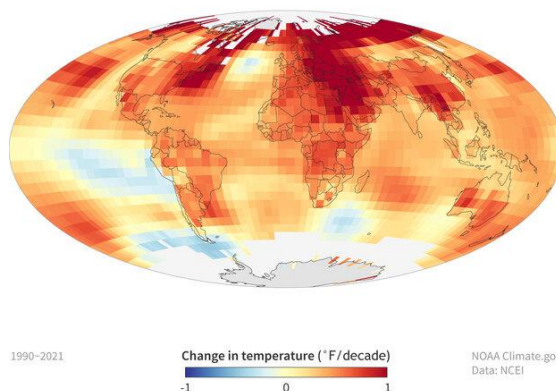 1990–2021
Change in temperature (°F/decade)
NOAA Climate.go
Data: NCEI
-1
0
1